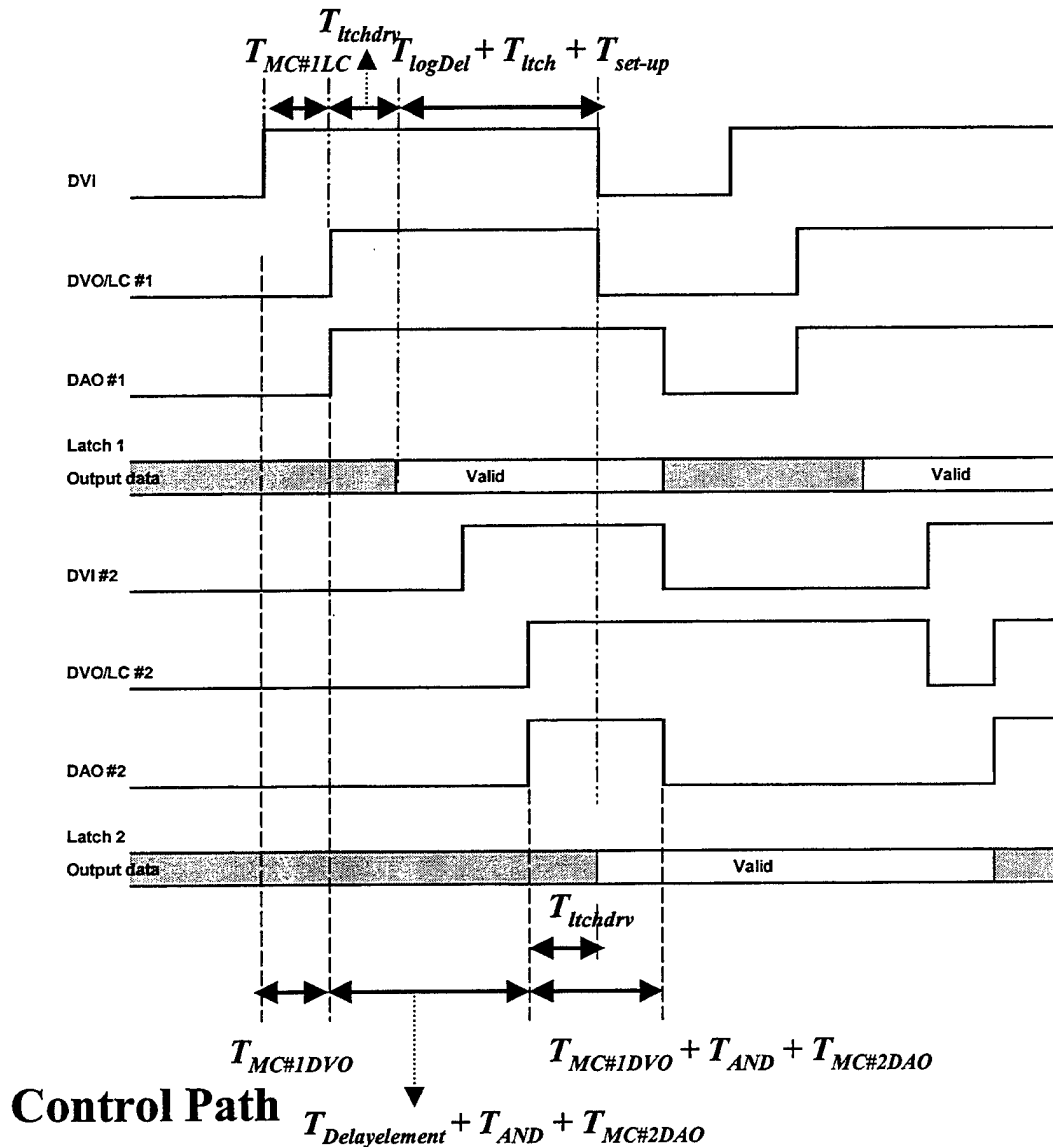 T_MC#1LC T_ltchdrv T_logDel + T_ltch + T_set-up
DVI
DVO/LC #1
DAO #1
Latch 1
Output data Valid Valid
DVI #2
DVO/LC #2
DAO #2
Latch 2
Output data Valid
T_ltchdrv
T_MC#1DVO T_MC#1DVO + T_AND + T_MC#2DAO
Control Path T_Delayelement + T_AND + T_MC#2DAO